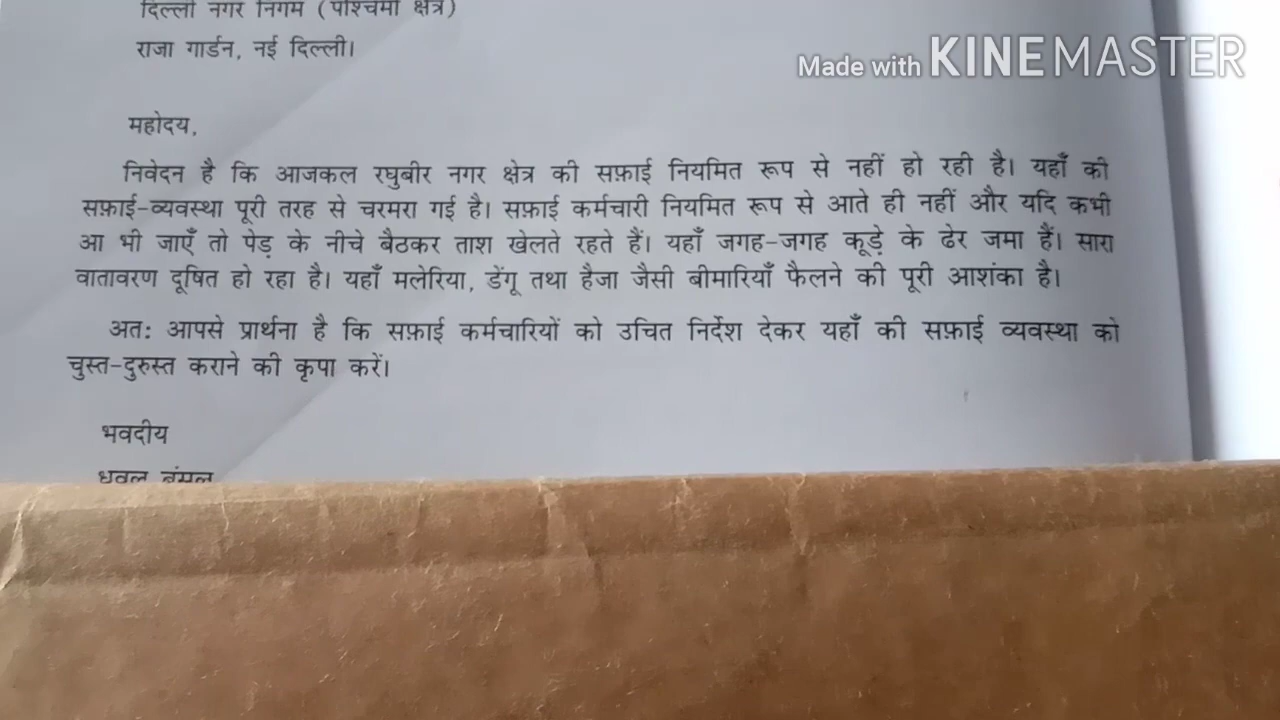 दिल्ली नगर निगम (पश्चिमी क्षेत्र)
राजा गार्डन, नई दिल्ली।
Made with KINEMASTER
महोदय,
निवेदन है कि आजकल रघुबीर नगर क्षेत्र की सफ़ाई नियमित रूप से नहीं हो रही है। यहाँ की
सफ़ाई-व्यवस्था पूरी तरह से चरमरा गई है। सफ़ाई कर्मचारी नियमित रूप से आते ही नहीं और यदि कभी
आ भी जाएँ तो पेड़ के नीचे बैठकर ताश खेलते रहते हैं। यहाँ जगह-जगह कूड़े के ढेर जमा हैं। सारा
वातावरण दूषित हो रहा है। यहाँ मलेरिया, डेंगू तथा हैजा जैसी बीमारियाँ फैलने की पूरी आशंका है।
अत: आपसे प्रार्थना है कि सफ़ाई कर्मचारियों को उचित निर्देश देकर यहाँ की सफ़ाई व्यवस्था को
चुस्त-दुरुस्त कराने की कृपा करें।
भवदीय
धवल बंसल